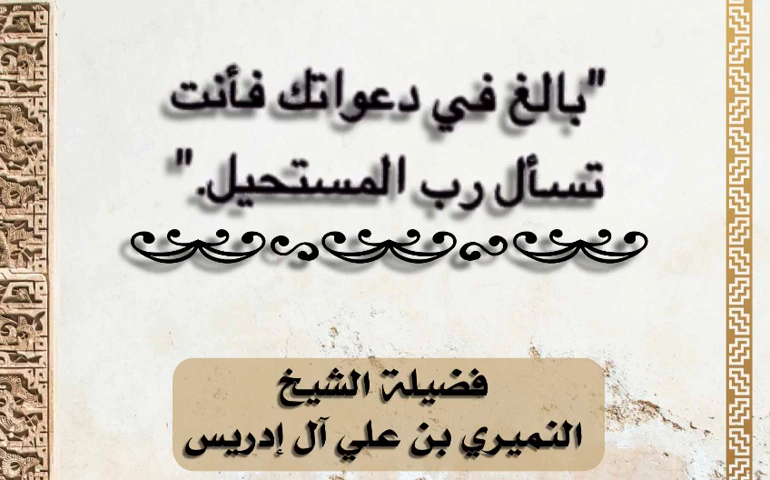 "بالغ في دعواتك فأنت
تسأل رب المستحيل."
فضيلة الشيخ
النميري بن علي آل إدريس